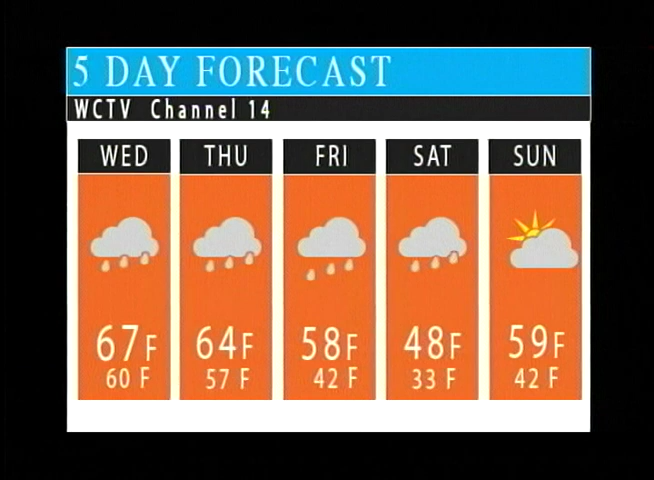 5 DAY FORECAST
WCTV Channel 14
WED THU FRI SAT SUN
67F 64F 58F 48F 59F
60 F 57 F 42 F 33 F 42 F